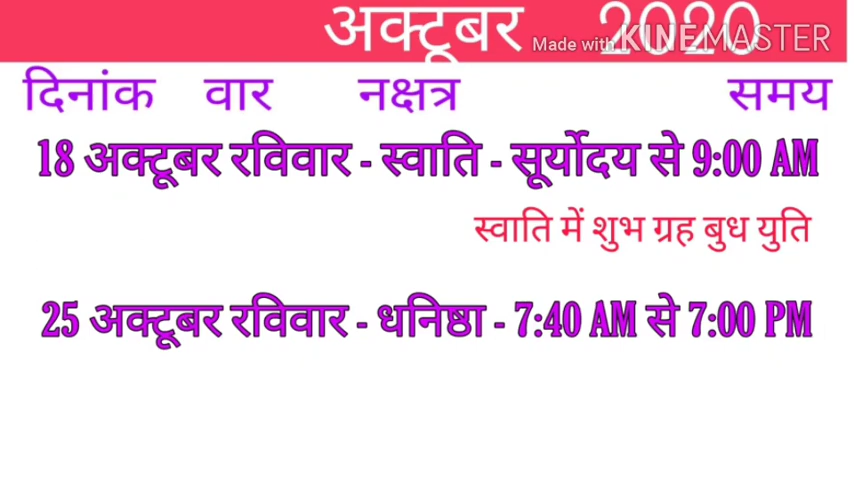 अक्टूबर 2020
Made with KINEMASTER
दिनांक वार नक्षत्र समय
18 अक्टूबर रविवार - स्वाति - सूर्योदय से 9:00 AM
स्वाति में शुभ ग्रह बुध युति
25 अक्टूबर रविवार - धनिष्ठा - 7:40 AM से 7:00 PM